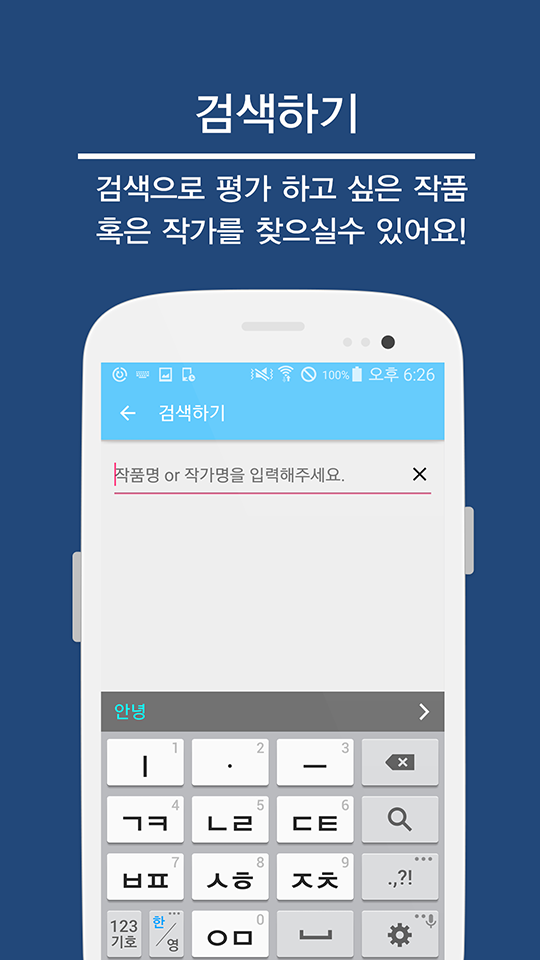 검색하기
검색으로 평가 하고 싶은 작품
혹은 작가를 찾으실수 있어요!
100% 오후 6:26
검색하기
작품명 or 작가명을 입력해주세요.
안녕
ㅣ 1 · 2 ㅡ 3
ㄱㅋ 4 ㄴㄹ 5 ㄷㅌ 6
ㅂㅍ 7 ㅅㅎ 8 ㅈㅊ 9 .,?!
123 기호 한/영 ㅇㅁ 0